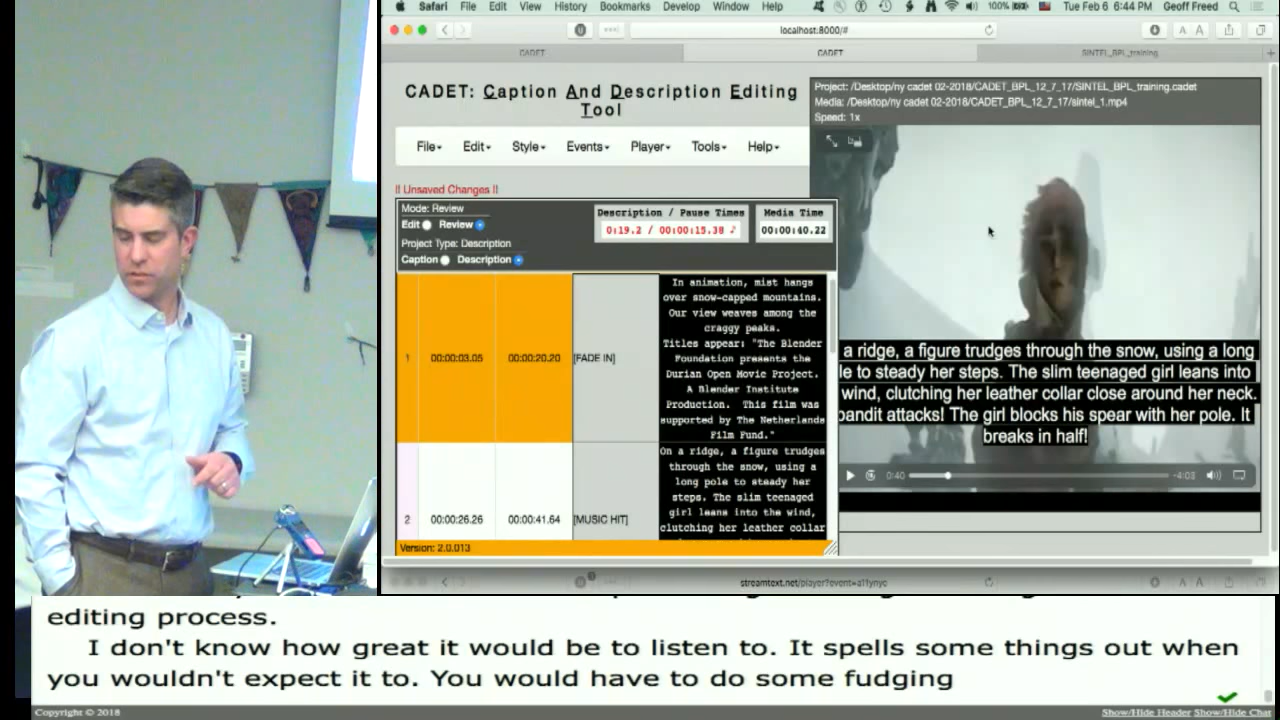 Safari File Edit View History Bookmarks Develop Window Help 100% Tue Feb 6 6:44 PM Geoff Freed
localhost:8000/#
CADET CADET SINTEL_BPL_training
CADET: Caption And Description Editing
Tool
File Edit Style Events Player Tools Help
!! Unsaved Changes !!
Mode: Review
Edit Review
Project Type: Description
Caption Description
Description / Pause Times
0:19.2 / 00:00:15.38
Media Time
00:00:40.22
1 00:00:03.05 00:00:20.20 [FADE IN]
In animation, mist hangs
over snow-capped mountains.
Our view weaves among the
craggy peaks.
Titles appear: "The Blender
Foundation presents the
Durian Open Movie Project.
A Blender Institute
Production. This film was
supported by The Netherlands
Film Fund."
2 00:00:26.26 00:00:41.64 [MUSIC HIT]
On a ridge, a figure trudges
through the snow, using a
long pole to steady her
steps. The slim teenaged
girl leans into the wind,
clutching her leather collar
Version: 2.0.013
Project: /Desktop/ny cadet 02-2018/CADET_BPL_12_7_17/SINTEL_BPL_training.cadet
Media: /Desktop/ny cadet 02-2018/CADET_BPL_12_7_17/sintel_1.mp4
Speed: 1x
a ridge, a figure trudges through the snow, using a long
le to steady her steps. The slim teenaged girl leans into
wind, clutching her leather collar close around her neck.
bandit attacks! The girl blocks his spear with her pole. It
breaks in half!
0:40 -4:03
streamtext.net/player?event=a11ynyc
editing process.
I don't know how great it would be to listen to. It spells some things out when
you wouldn't expect it to. You would have to do some fudging
Copyright © 2018 Show/Hide Header Show/Hide Chat